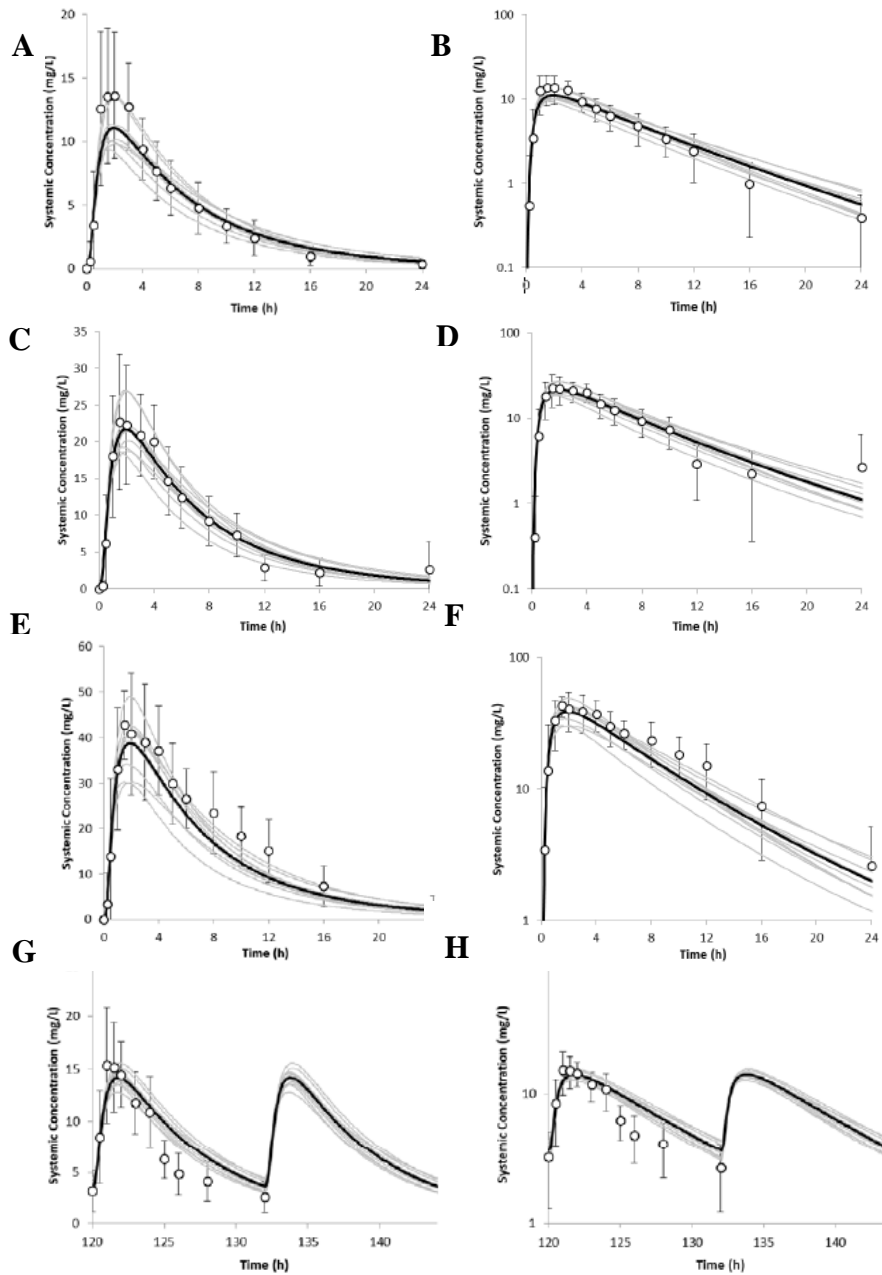 A
Systemic Concentration (mg/L)
20
15
10
5
0
0 4 8 12 16 20 24
Time (h)
B
Systemic Concentration (mg/L)
100
10
1
0.1
0 4 8 12 16 20 24
Time (h)
C
Systemic Concentration (mg/L)
35
30
25
20
15
10
5
0
0 4 8 12 16 20 24
Time (h)
D
Systemic Concentration (mg/L)
100
10
1
0.1
0 4 8 12 16 20 24
Time (h)
E
Systemic Concentration (mg/L)
60
50
40
30
20
10
0
0 4 8 12 16 20
Time (h)
F
Systemic Concentration (mg/L)
100
10
1
0 4 8 12 16 20 24
Time (h)
G
Systemic Concentration (mg/L)
20
15
10
5
0
120 125 130 135 140
Time (h)
H
Systemic Concentration (mg/L)
10
1
120 125 130 135 140
Time (h)